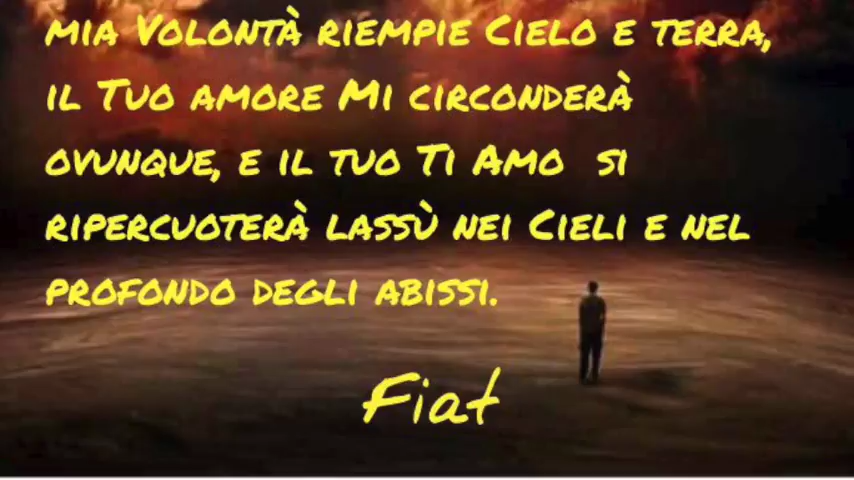 mia Volontà riempie Cielo e terra,
il Tuo amore Mi circonderà
ovunque, e il tuo Ti Amo si
ripercuoterà lassù nei Cieli e nel
profondo degli abissi.
Fiat